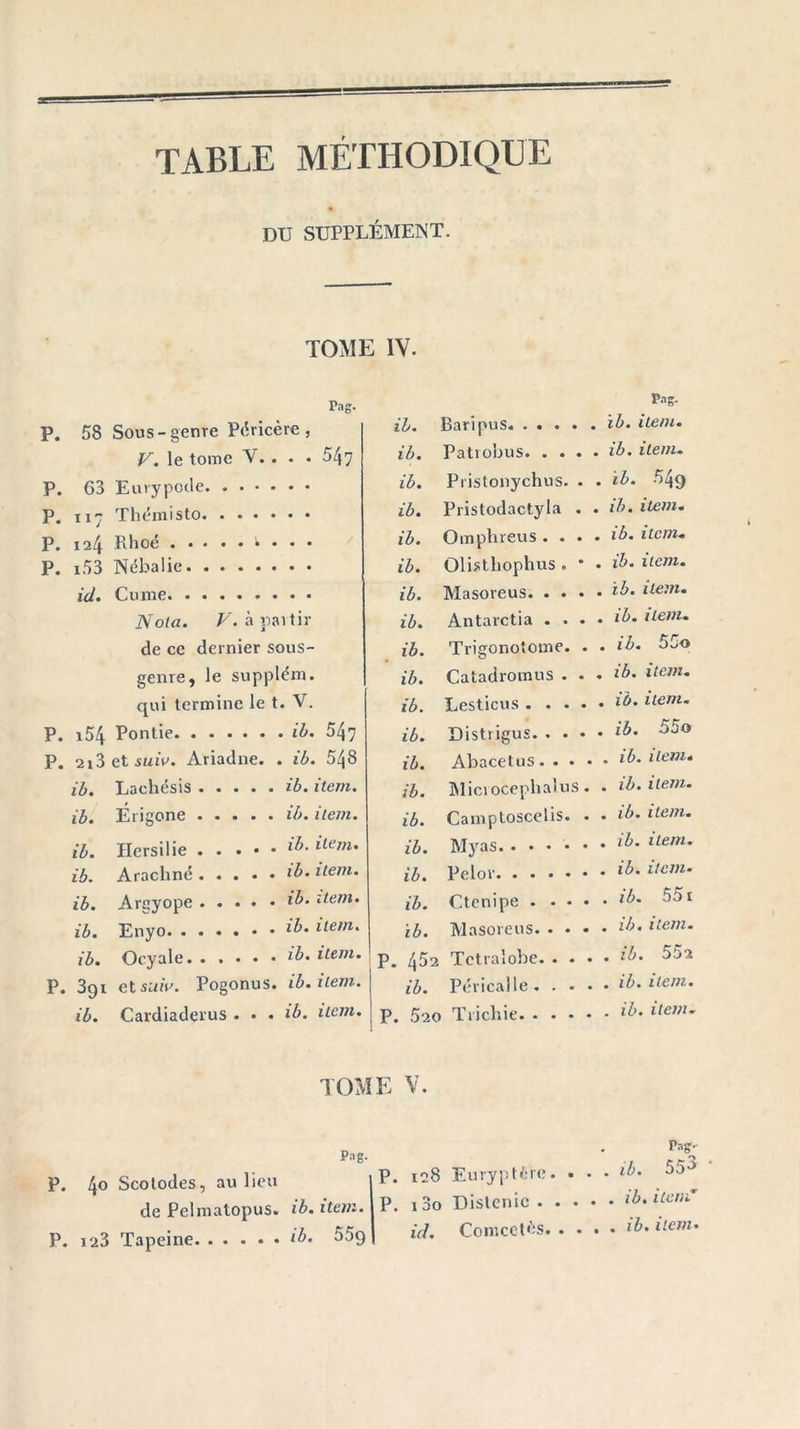 TABLE MÉTHODIQUE
DU SUPPLÉMENT.
TOME IV.
Pag.
P. 58 Sous-genre Péricère,
V. le tome V. . . . 547
P. 63 Eurypode. . . . . . .
P. 117 Thémisto. . . . . . .
P. 124 Rhoé . . . . . . . . .
P. 153 Nébalie. . . . . . . .
id. Cume. . . . . . . . .
Nota. V. à partir
de ce dernier sous-
genre, le supplém.
qui termine le t. V.
P. 154 Pontie. . . . . . . ib. 547
P. 213 et suiv. Ariadne. . ib. 548
ib. Lachésis . . . . . ib. item.
ib. Érigone . . . . . ib. item.
ib. Hersilie . . . . . ib. item.
ib. Arachné . . . . . ib. item.
ib. Argyope . . . . . ib. item.
ib. Enyo. . . . . . . ib. item.
ib. Ocyale. . . . . . ib. item.
P. 391 et suiv. Pogonus. ib. item.
ib. Cardiaderus . . . ib. item.
Pag.
ib. Baripus. . . . . . ib. item.
ib. Patrobus. . . . . ib. item.
ib. Pristonychus. . . ib. 549
ib. Pristodactyla . . ib. item.
ib. Omphreus . . . . ib. item.
ib. Olisthophus . . . ib. item.
ib. Masoreus. . . . . ib. item.
ib. Antarctia . . . . ib. item.
ib. Trigonotome. . . ib. 550
ib. Catadromus . . . ib. item.
ib. Lesticus . . . . . ib. item.
ib. Distrigus. . . . . ib. 550
ib. Abacetus . . . . . ib. item.
ib. Microcephalus . . ib. item.
ib. Camptoscelis. . . ib. item.
ib. Myas. . . . . . . ib. item.
ib. Pelor. . . . . . . ib. item.
ib. Ctenipe . . . . . ib. 551
ib. Masoreus. . . . . ib. item.
P. 452 Tetralobe. . . . . ib. 552
ib. Péricalle . . . . . ib. item.
P. 520 Trichie. . . . . . ib. item.
TOME V.
Pag.
P. 40 Scotodes, au lieu
de Pelmatopus. ib. item.
P. 123 Tapeine. . . . . . ib. 559
Pag.
P. 128 Euryptère. . . . ib. 553
P. 130 Distenie . . . . . ib. item
id. Cometès. . . . . ib. item.